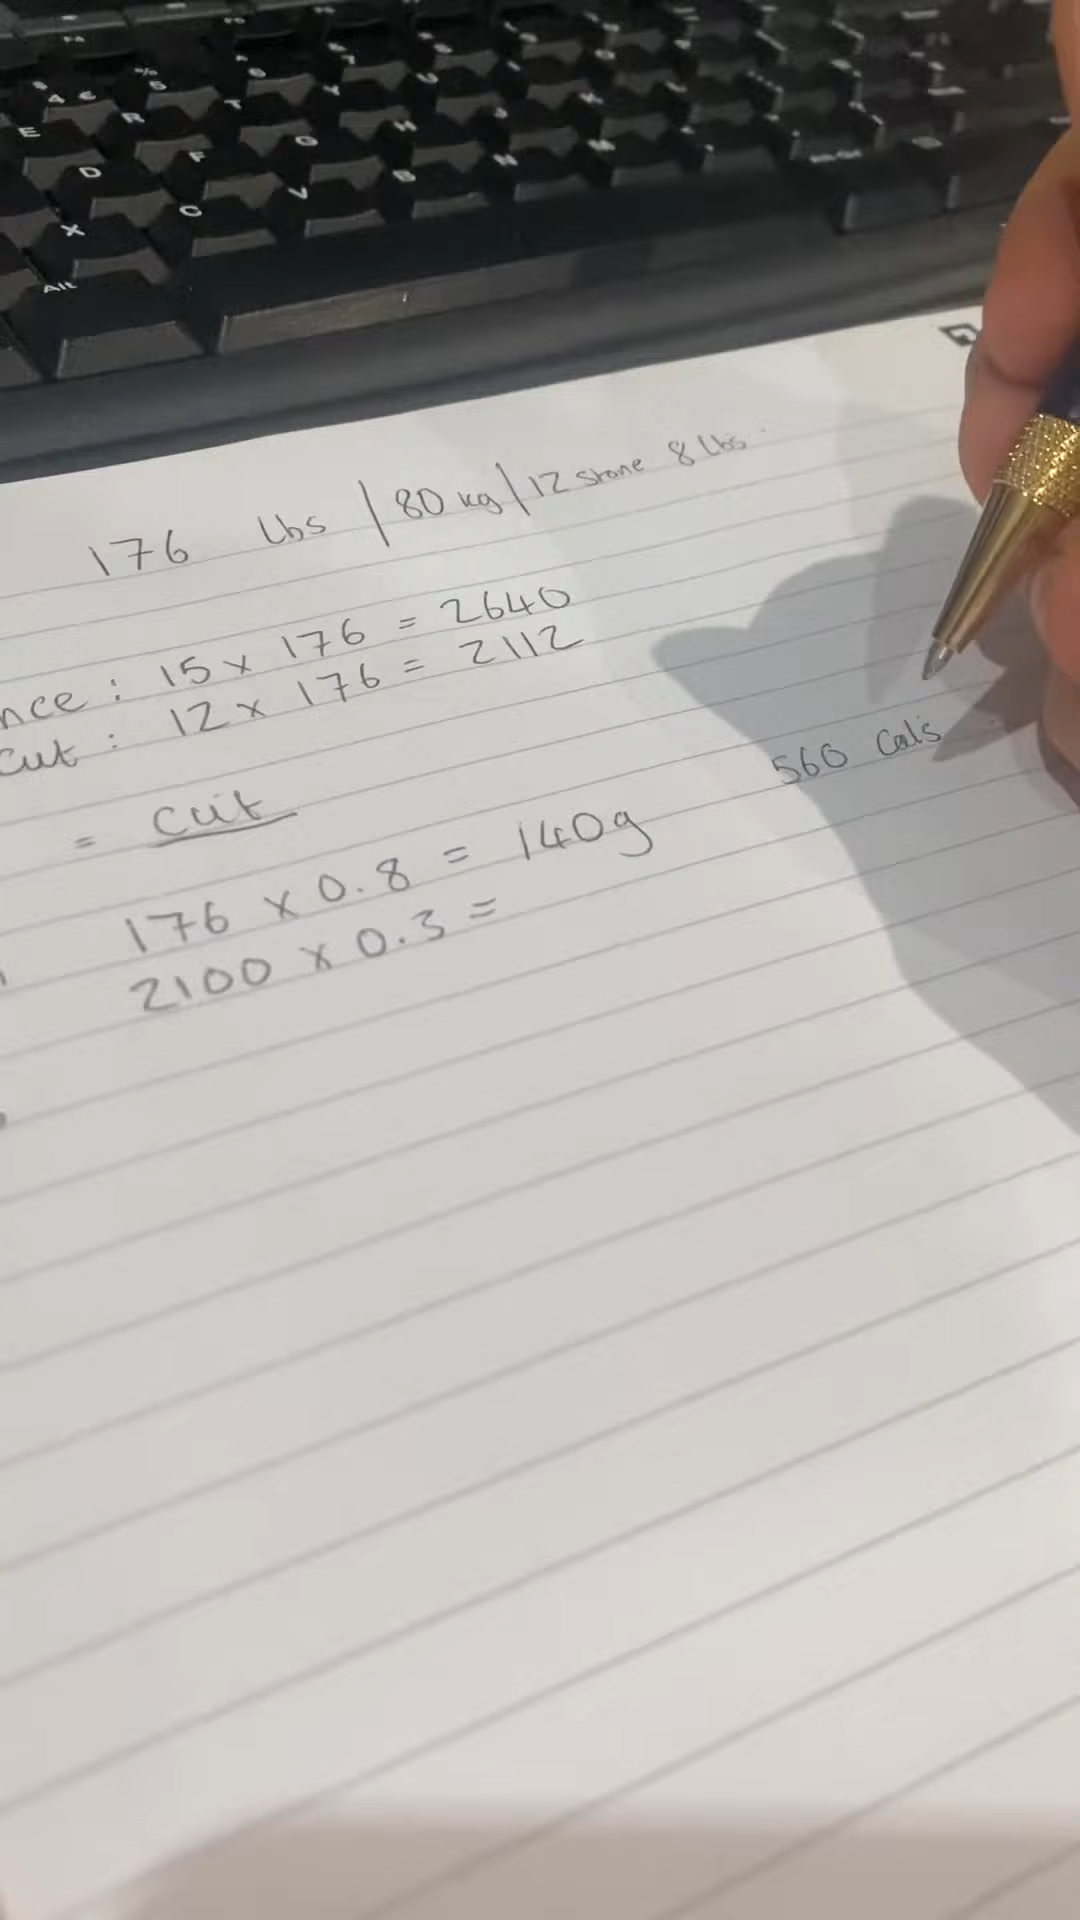 176 Lbs | 80 kg | 12 stone 8 Lbs
nce : 15 x 176 = 2640
Cut : 12 x 176 = 2112
= cut
560 Cals
176 x 0.8 = 140g
2100 x 0.3 =
E R T
D F G H
X C V B N M
Alt